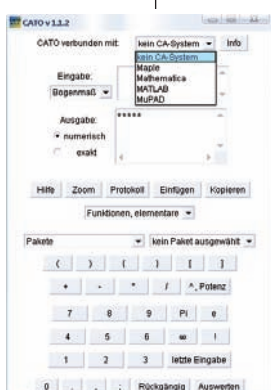 CATO v 1.1.2
CATO verbunden mit: kein CA-System Info
kein CA-System
Maple
Mathematica
MATLAB
MuPAD
Eingabe:
Bogenmaß
Ausgabe:
*****
numerisch
exakt
Hilfe Zoom Protokoll Einfügen Kopieren
Funktionen, elementare
Pakete kein Paket ausgewählt
+ - * / ^, Potenz
7 8 9 Pi e
4 5 6 ∞ !
1 2 3 letzte Eingabe
0 . , ; Rückgängig Auswerten